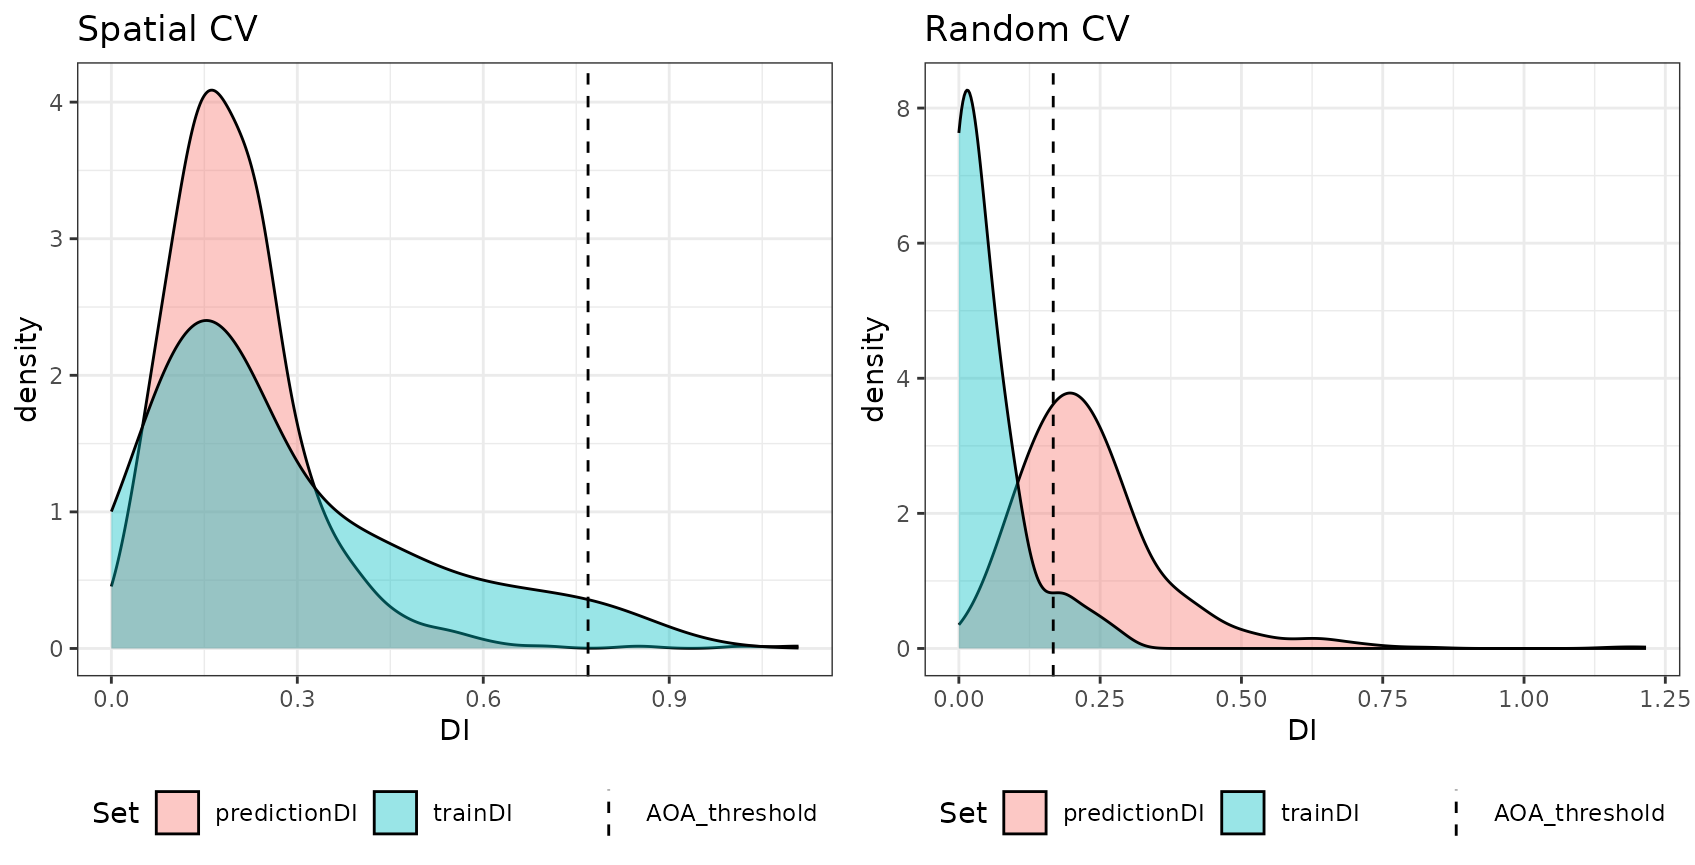 Spatial CV
density
4
3
2
1
0
0.0 0.3 0.6 0.9
DI
Set predictionDI trainDI AOA_threshold
Random CV
density
8
6
4
2
0
0.00 0.25 0.50 0.75 1.00 1.25
DI
Set predictionDI trainDI AOA_threshold